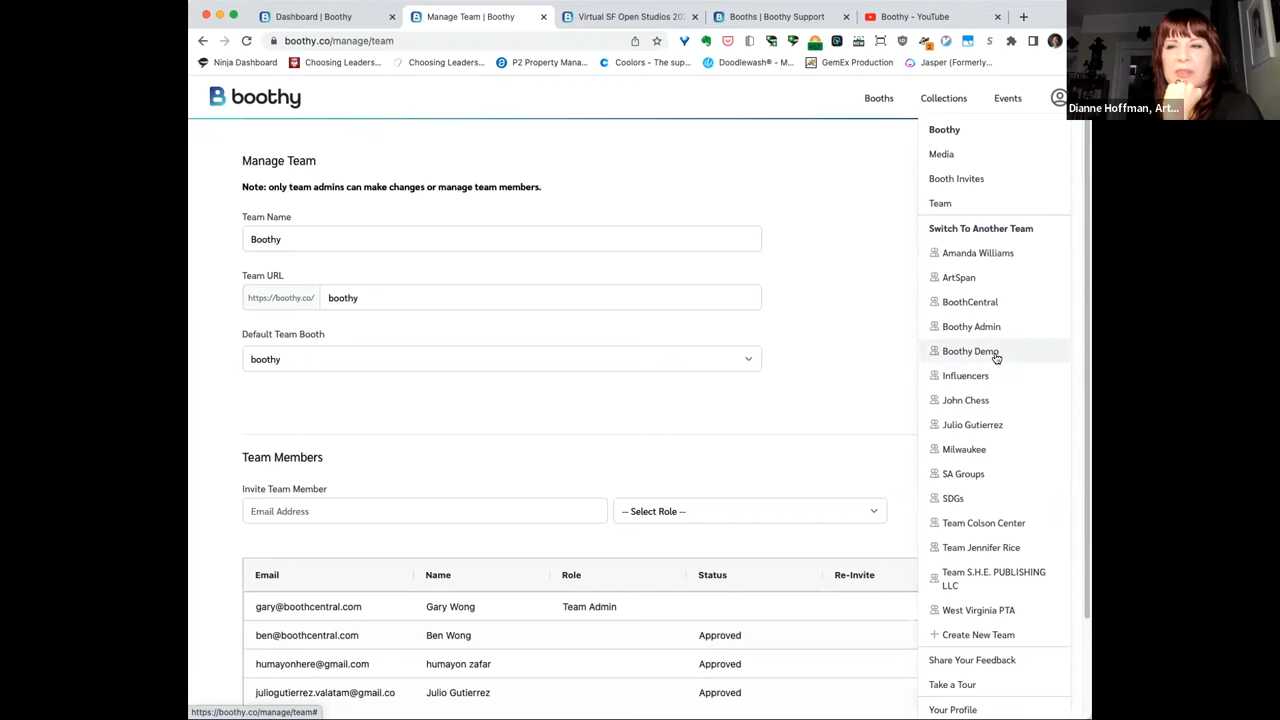 Dashboard | Boothy
Manage Team | Boothy
Virtual SF Open Studios 202
Booths | Boothy Support
Boothy - YouTube
boothy.co/manage/team
Ninja Dashboard
Choosing Leaders...
Choosing Leaders...
P2 Property Mana...
Coolors - The sup...
Doodlewash® - M...
GemEx Production
Jasper (Formerly...
boothy
Booths
Collections
Events
Dianne Hoffman, Art...
Manage Team
Note: only team admins can make changes or manage team members.
Team Name
Boothy
Team URL
https://boothy.co/ boothy
Default Team Booth
boothy
Team Members
Invite Team Member
Email Address
-- Select Role --
Email Name Role Status Re-Invite
gary@boothcentral.com Gary Wong Team Admin
ben@boothcentral.com Ben Wong Approved
humayonhere@gmail.com humayon zafar Approved
juliogutierrez.valatam@gmail.co Julio Gutierrez Approved
Boothy
Media
Booth Invites
Team
Switch To Another Team
Amanda Williams
ArtSpan
BoothCentral
Boothy Admin
Boothy Demo
Influencers
John Chess
Julio Gutierrez
Milwaukee
SA Groups
SDGs
Team Colson Center
Team Jennifer Rice
Team S.H.E. PUBLISHING
LLC
West Virginia PTA
Create New Team
Share Your Feedback
Take a Tour
Your Profile
https://boothy.co/manage/team#